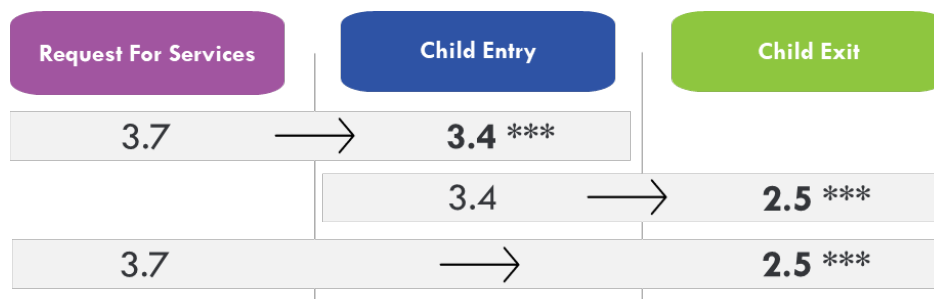 Request For Services Child Entry Child Exit
3.7 → 3.4 ***
3.4 → 2.5 ***
3.7 → 2.5 ***